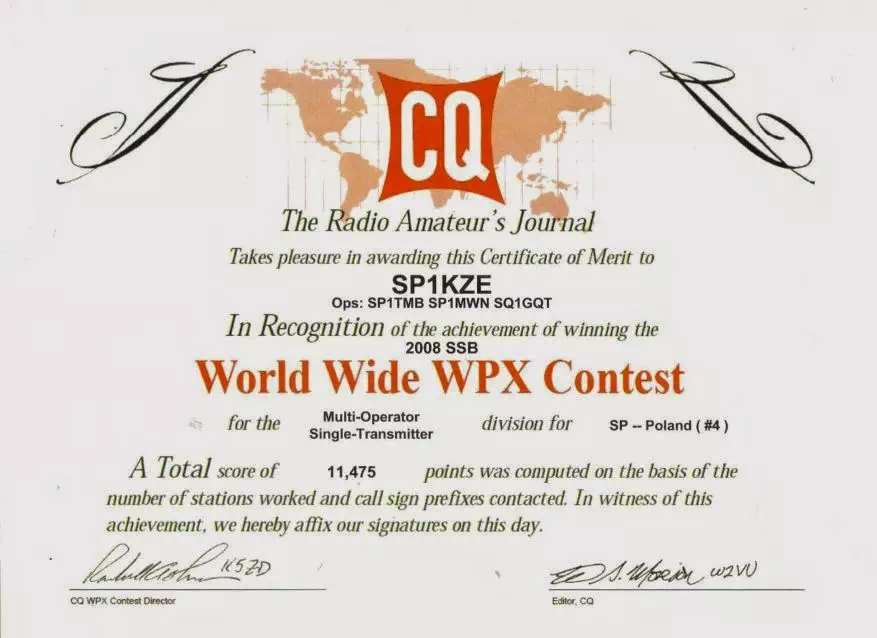 CQ
The Radio Amateur's Journal
Takes pleasure in awarding this Certificate of Merit to
SP1KZE
Ops: SP1TMB SP1MWN SQ1GQT
In Recognition of the achievement of winning the
2008 SSB
World Wide WPX Contest
for the Multi-Operator Single-Transmitter division for SP -- Poland ( #4 )
A Total score of 11,475 points was computed on the basis of the
number of stations worked and call sign prefixes contacted. In witness of this
achievement, we hereby affix our signatures on this day.
K5ZD
W2VU
CQ WPX Contest Director
Editor, CQ